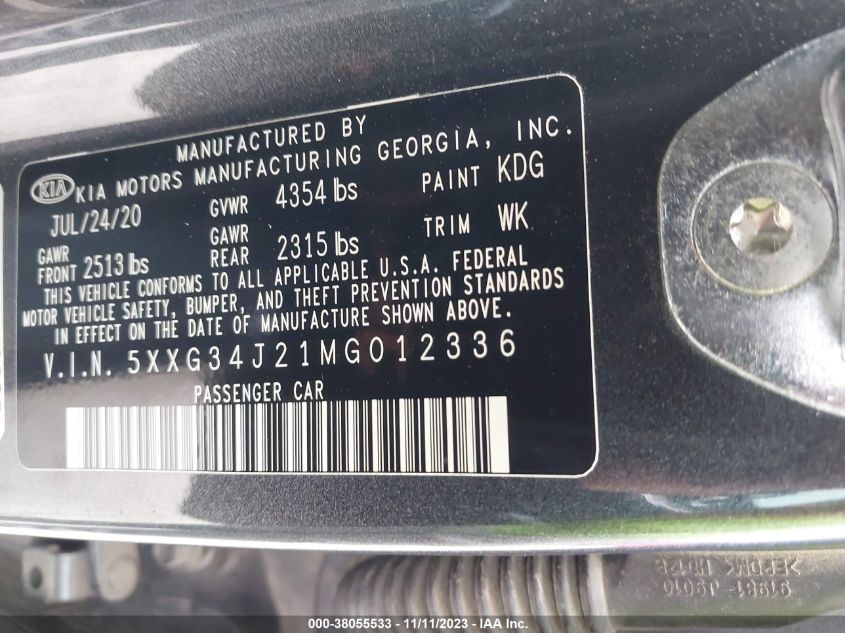 MANUFACTURED BY
KIA KIA MOTORS MANUFACTURING GEORGIA, INC.
JUL/24/20 GVWR 4354 lbs PAINT KDG
GAWR FRONT 2513 lbs GAWR REAR 2315 lbs TRIM WK
THIS VEHICLE CONFORMS TO ALL APPLICABLE U.S.A. FEDERAL
MOTOR VEHICLE SAFETY, BUMPER, AND THEFT PREVENTION STANDARDS
IN EFFECT ON THE DATE OF MANUFACTURE SHOWN ABOVE.
V.I.N. 5XXG34J21MG012336
PASSENGER CAR
91981-J9010
000-38055533 - 11/11/2023 - IAA Inc.